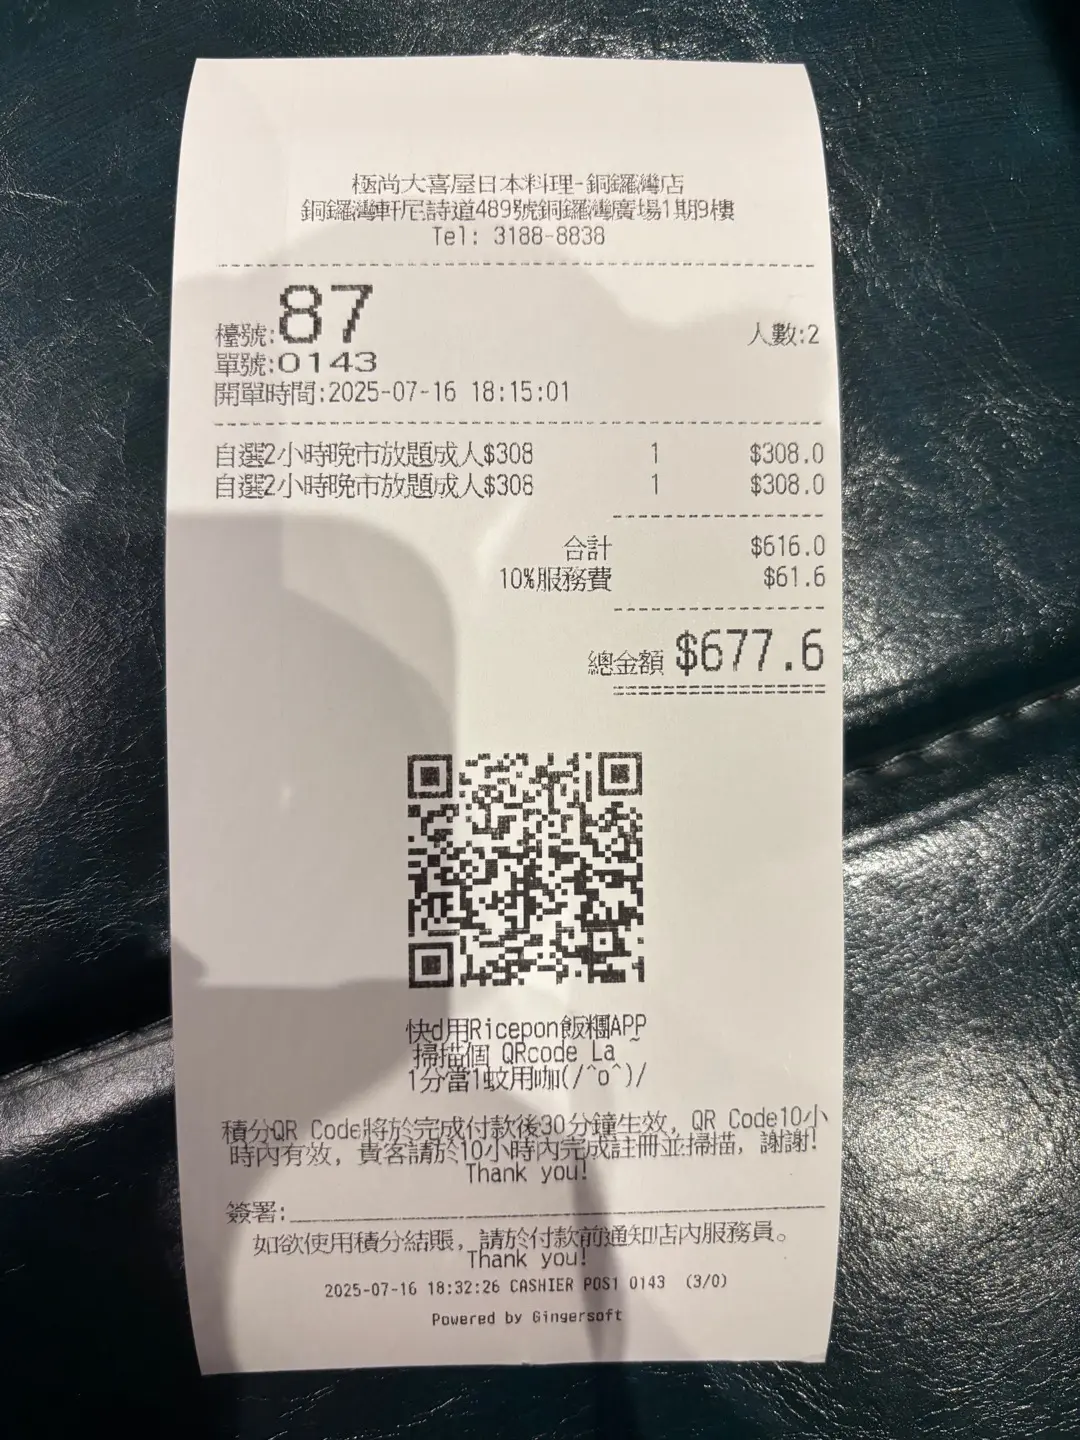 極尚大喜屋日本料理-銅鑼灣店
銅鑼灣軒尼詩道489號銅鑼灣廣場1期9樓
Tel: 3188-8838
檯號:87 人數:2
單號:0143
開單時間:2025-07-16 18:15:01
自選2小時晚市放題成人$308 1 $308.0
自選2小時晚市放題成人$308 1 $308.0
合計 $616.0
10%服務費 $61.6
總金額 $677.6
快d用Ricepon飯糰APP
掃描個 QRcode La ~
1分當1蚊用咖(/^o^)/
積分QR Code將於完成付款後30分鐘生效, QR Code10小
時內有效, 貴客請於10小時內完成註冊並掃描, 謝謝!
Thank you!
簽署:
如欲使用積分結賬, 請於付款前通知店內服務員。
Thank you!
2025-07-16 18:32:26 CASHIER POS1 0143 (3/0)
Powered by Gingersoft